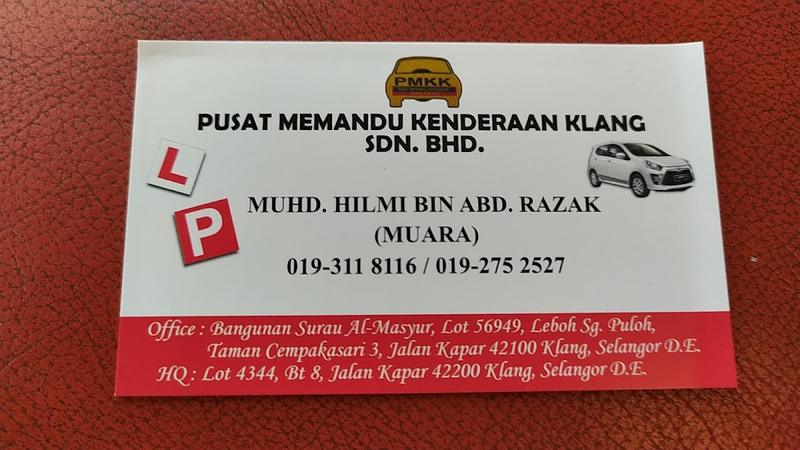 PMKK
PUSAT MEMANDU KENDERAAN KLANG
SDN. BHD.
L
P
MUHD. HILMI BIN ABD. RAZAK
(MUARA)
019-311 8116 / 019-275 2527
Office : Bangunan Surau Al-Masyur, Lot 56949, Leboh Sg. Puloh,
Taman Cempakasari 3, Jalan Kapar 42100 Klang, Selangor D.E.
HQ : Lot 4344, Bt 8, Jalan Kapar 42200 Klang, Selangor D.E.